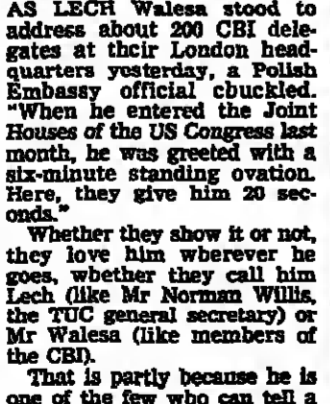 AS LECH Walesa stood to
address about 200 CBI dele-
gates at their London head-
quarters yesterday, a Polish
Embassy official chuckled.
"When he entered the Joint
Houses of the US Congress last
month, he was greeted with a
six-minute standing ovation.
Here, they give him 20 sec-
onds."
Whether they show it or not,
they love him wherever he
goes, whether they call him
Lech (like Mr Norman Willis,
the TUC general secretary) or
Mr Walesa (like members of
the CBI).
That is partly because he is
one of the few who can tell a